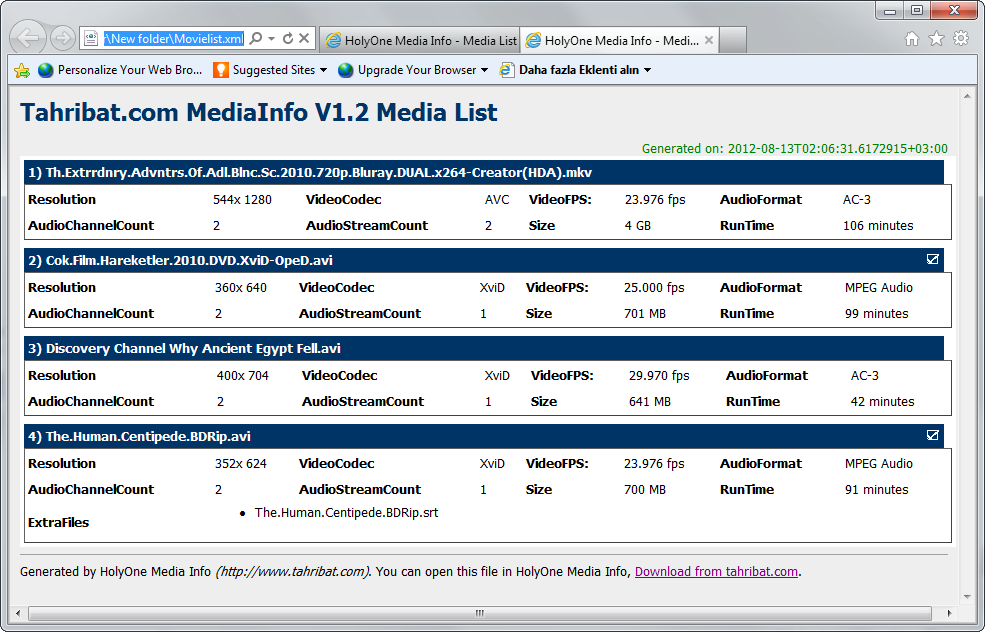 \New folder\Movielist.xml
HolyOne Media Info - Media List
HolyOne Media Info - Medi...
Personalize Your Web Bro...
Suggested Sites
Upgrade Your Browser
Daha fazla Eklenti alın
Tahribat.com MediaInfo V1.2 Media List
Generated on: 2012-08-13T02:06:31.6172915+03:00
1) Th.Extrrdnry.Advntrs.Of.Adl.Blnc.Sc.2010.720p.Bluray.DUAL.x264-Creator(HDA).mkv
Resolution 544x 1280 VideoCodec AVC VideoFPS: 23.976 fps AudioFormat AC-3
AudioChannelCount 2 AudioStreamCount 2 Size 4 GB RunTime 106 minutes
2) Cok.Film.Hareketler.2010.DVD.XviD-OpeD.avi
Resolution 360x 640 VideoCodec XviD VideoFPS: 25.000 fps AudioFormat MPEG Audio
AudioChannelCount 2 AudioStreamCount 1 Size 701 MB RunTime 99 minutes
3) Discovery Channel Why Ancient Egypt Fell.avi
Resolution 400x 704 VideoCodec XviD VideoFPS: 29.970 fps AudioFormat AC-3
AudioChannelCount 2 AudioStreamCount 1 Size 641 MB RunTime 42 minutes
4) The.Human.Centipede.BDRip.avi
Resolution 352x 624 VideoCodec XviD VideoFPS: 23.976 fps AudioFormat MPEG Audio
AudioChannelCount 2 AudioStreamCount 1 Size 700 MB RunTime 91 minutes
ExtraFiles • The.Human.Centipede.BDRip.srt
Generated by HolyOne Media Info (http://www.tahribat.com). You can open this file in HolyOne Media Info, Download from tahribat.com.